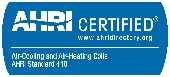 AHRI CERTIFIED®
www.ahridirectory.org
Air-Cooling and Air-Heating Coils
AHRI Standard 410